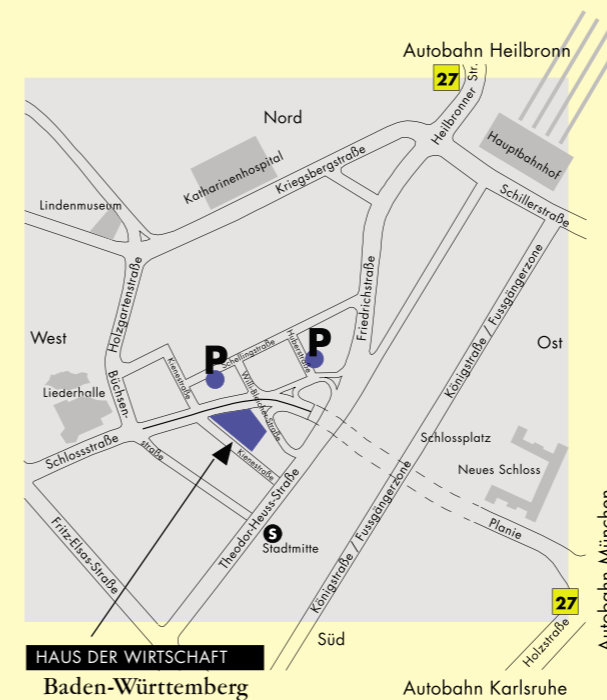 Autobahn Heilbronn
27
Heilbronner Str.
Nord
Hauptbahnhof
Katharinenhospital
Kriegsbergstraße
Schillerstraße
Lindenmuseum
Holzgartenstraße
Friedrichstraße
Königstraße / Fussgängerzone
West
P
P
Schellingstraße
Huberstraße
Kienestraße
Willi-Bleicher-Straße
Ost
Büchsen-
straße
Liederhalle
Schlossstraße
Kienestraße
Schlossplatz
Neues Schloss
Theodor-Heuss-Straße
S
Stadtmitte
Königstraße / Fussgängerzone
Planie
Fritz-Elsas-Straße
27
Autobahn München
Holzstraße
Süd
HAUS DER WIRTSCHAFT
Baden-Württemberg
Autobahn Karlsruhe